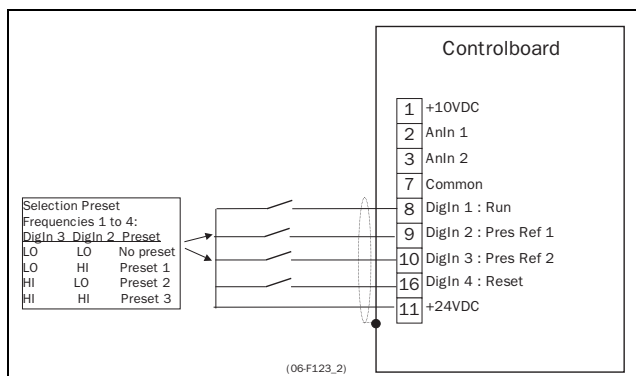 Controlboard
1 +10VDC
2 AnIn 1
3 AnIn 2
7 Common
8 DigIn 1 : Run
9 DigIn 2 : Pres Ref 1
10 DigIn 3 : Pres Ref 2
16 DigIn 4 : Reset
11 +24VDC
Selection Preset
Frequencies 1 to 4:
DigIn 3 DigIn 2 Preset
LO LO No preset
LO HI Preset 1
HI LO Preset 2
HI HI Preset 3
(06-F123_2)